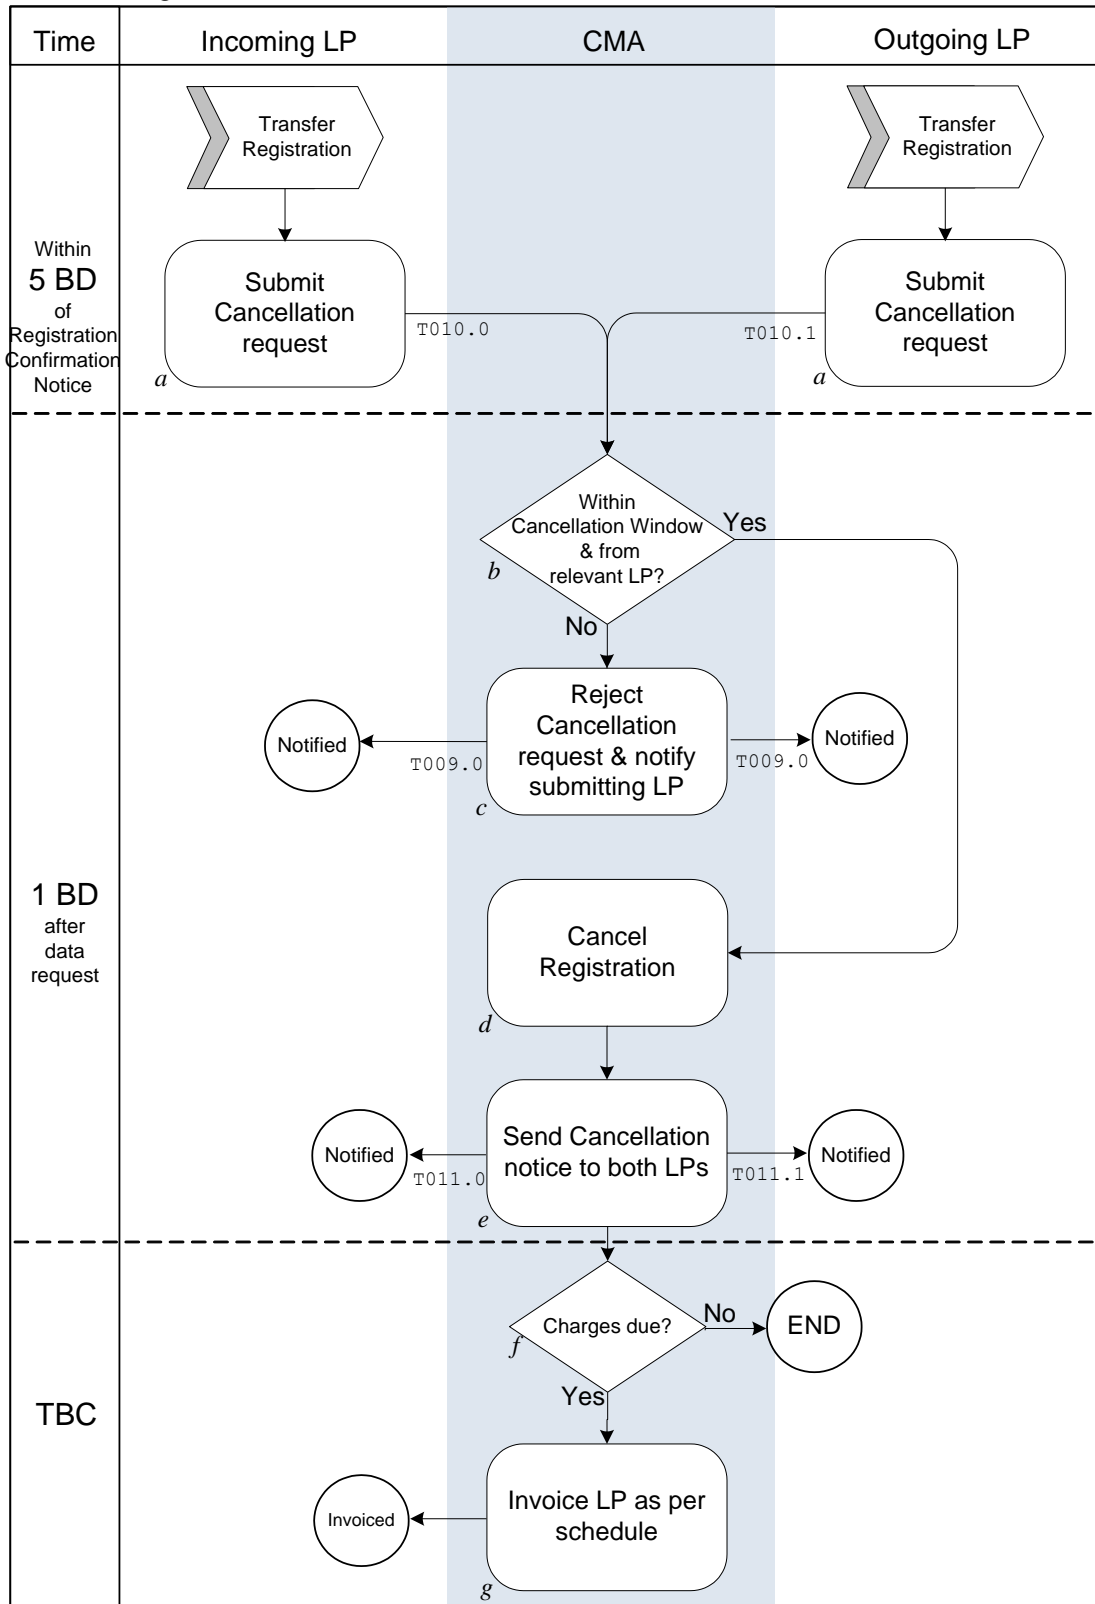 Time
Incoming LP
CMA
Outgoing LP
Transfer
Registration
Transfer
Registration
Within
5 BD
of
Registration
Confirmation
Notice
Submit
Cancellation
request
a
T010.0
T010.1
Submit
Cancellation
request
a
Within
Cancellation Window
& from
relevant LP?
b
Yes
No
Reject
Cancellation
request & notify
submitting LP
c
Notified
T009.0
T009.0
Notified
1 BD
after
data
request
Cancel
Registration
d
Send Cancellation
notice to both LPs
e
Notified
T011.0
T011.1
Notified
TBC
Charges due?
f
No
END
Yes
Invoice LP as per
schedule
g
Invoiced